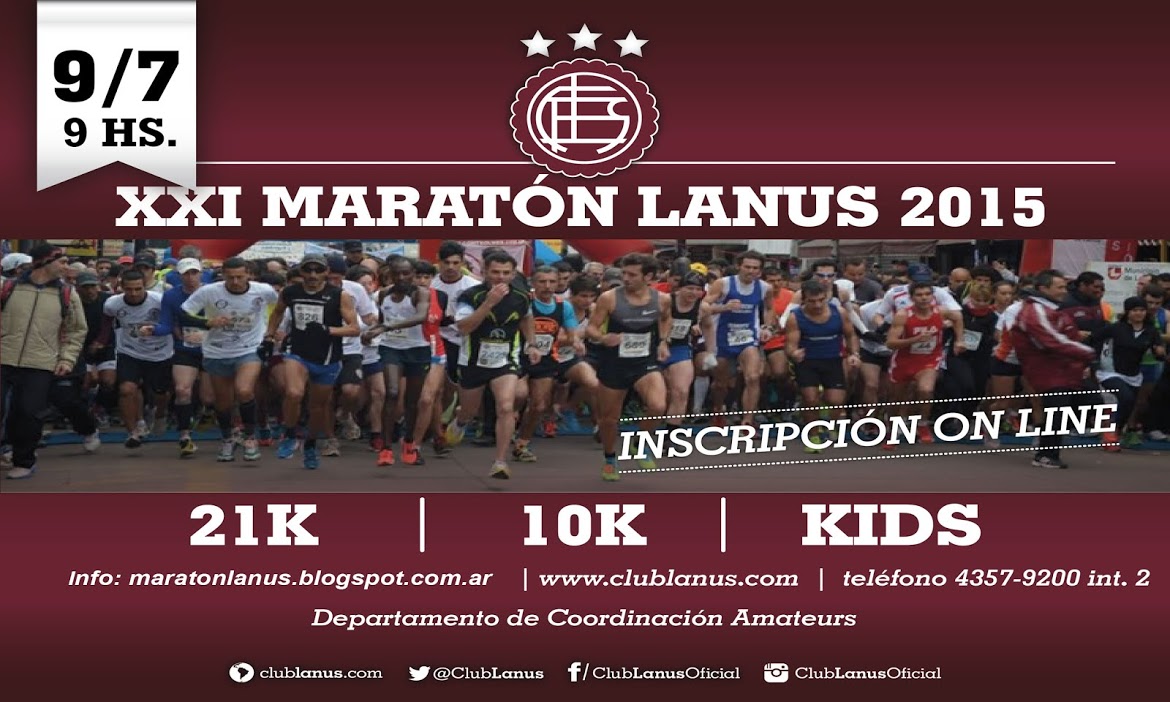 9/7
9 HS.
XXI MARATÓN LANUS 2015
INSCRIPCIÓN ON LINE
21K | 10K | KIDS
Info: maratonlanus.blogspot.com.ar | www.clublanus.com | teléfono 4357-9200 int. 2
Departamento de Coordinación Amateurs
clublanus.com @ClubLanus /ClubLanusOficial ClubLanusOficial